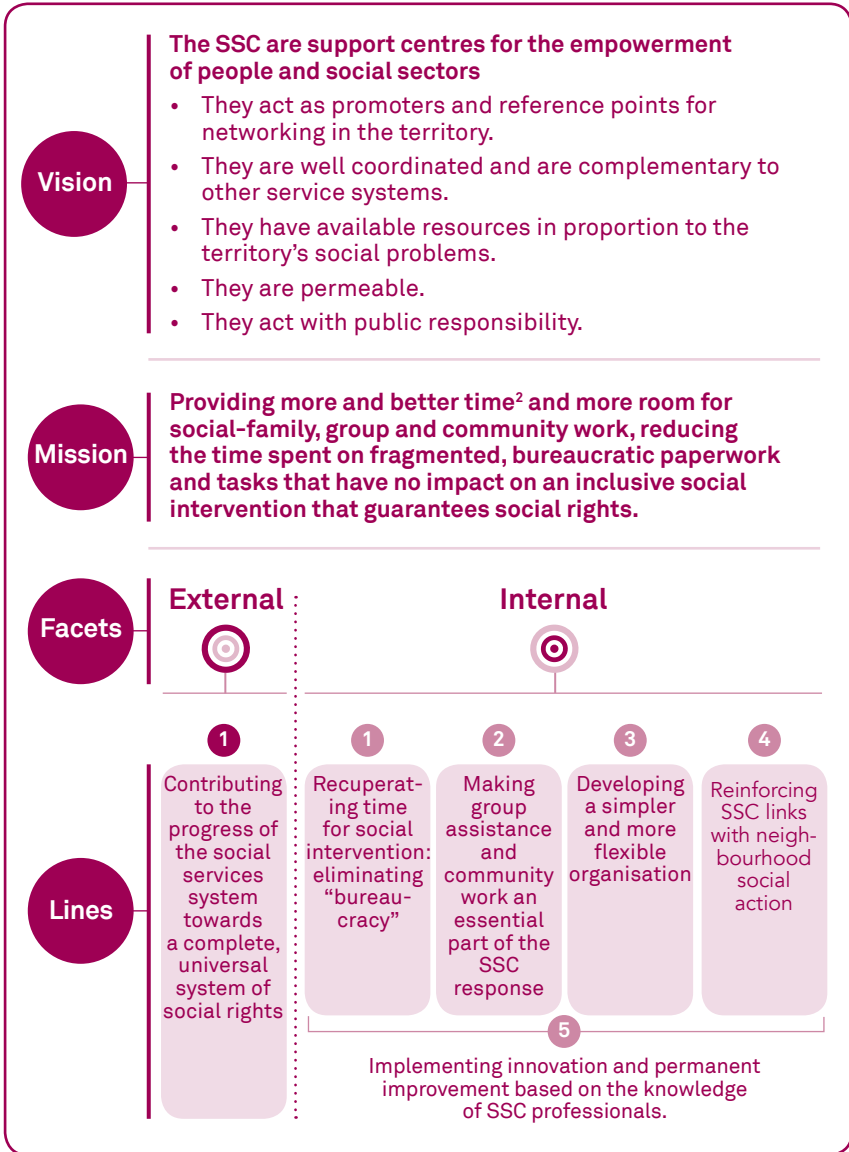 Vision
The SSC are support centres for the empowerment
of people and social sectors
• They act as promoters and reference points for
networking in the territory.
• They are well coordinated and are complementary to
other service systems.
• They have available resources in proportion to the
territory's social problems.
• They are permeable.
• They act with public responsibility.
Mission
Providing more and better time² and more room for
social-family, group and community work, reducing
the time spent on fragmented, bureaucratic paperwork
and tasks that have no impact on an inclusive social
intervention that guarantees social rights.
Facets
External
Internal
Lines
1
Contributing
to the
progress of
the social
services
system
towards
a complete,
universal
system of
social rights
1
Recuperat-
ing time
for social
intervention:
eliminating
“bureau-
cracy”
2
Making
group
assistance
and
community
work an
essential
part of the
SSC
response
3
Developing
a simpler
and more
flexible
organisation
4
Reinforcing
SSC links
with neigh-
bourhood
social
action
5
Implementing innovation and permanent
improvement based on the knowledge
of SSC professionals.